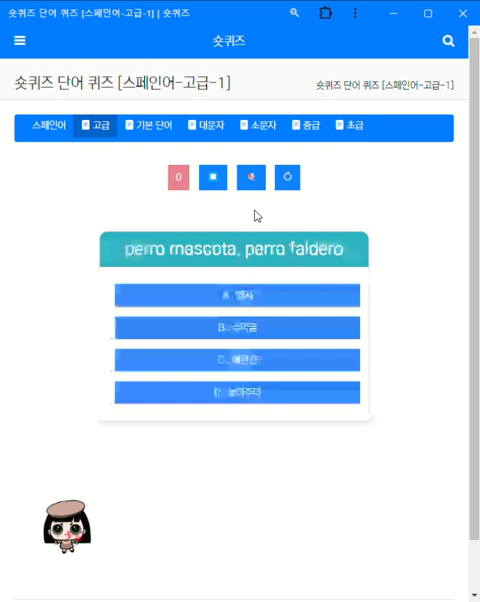 숏퀴즈 단어 퀴즈 [스페인어-고급-1] | 숏퀴즈
숏퀴즈
숏퀴즈 단어 퀴즈 [스페인어-고급-1]
숏퀴즈 단어 퀴즈 [스페인어-고급-1]
스페인어 고급 기본 단어 대문자 소문자 중급 초급
0
perro mascota, perro faldero
A.
B.
C. 애완견
D.